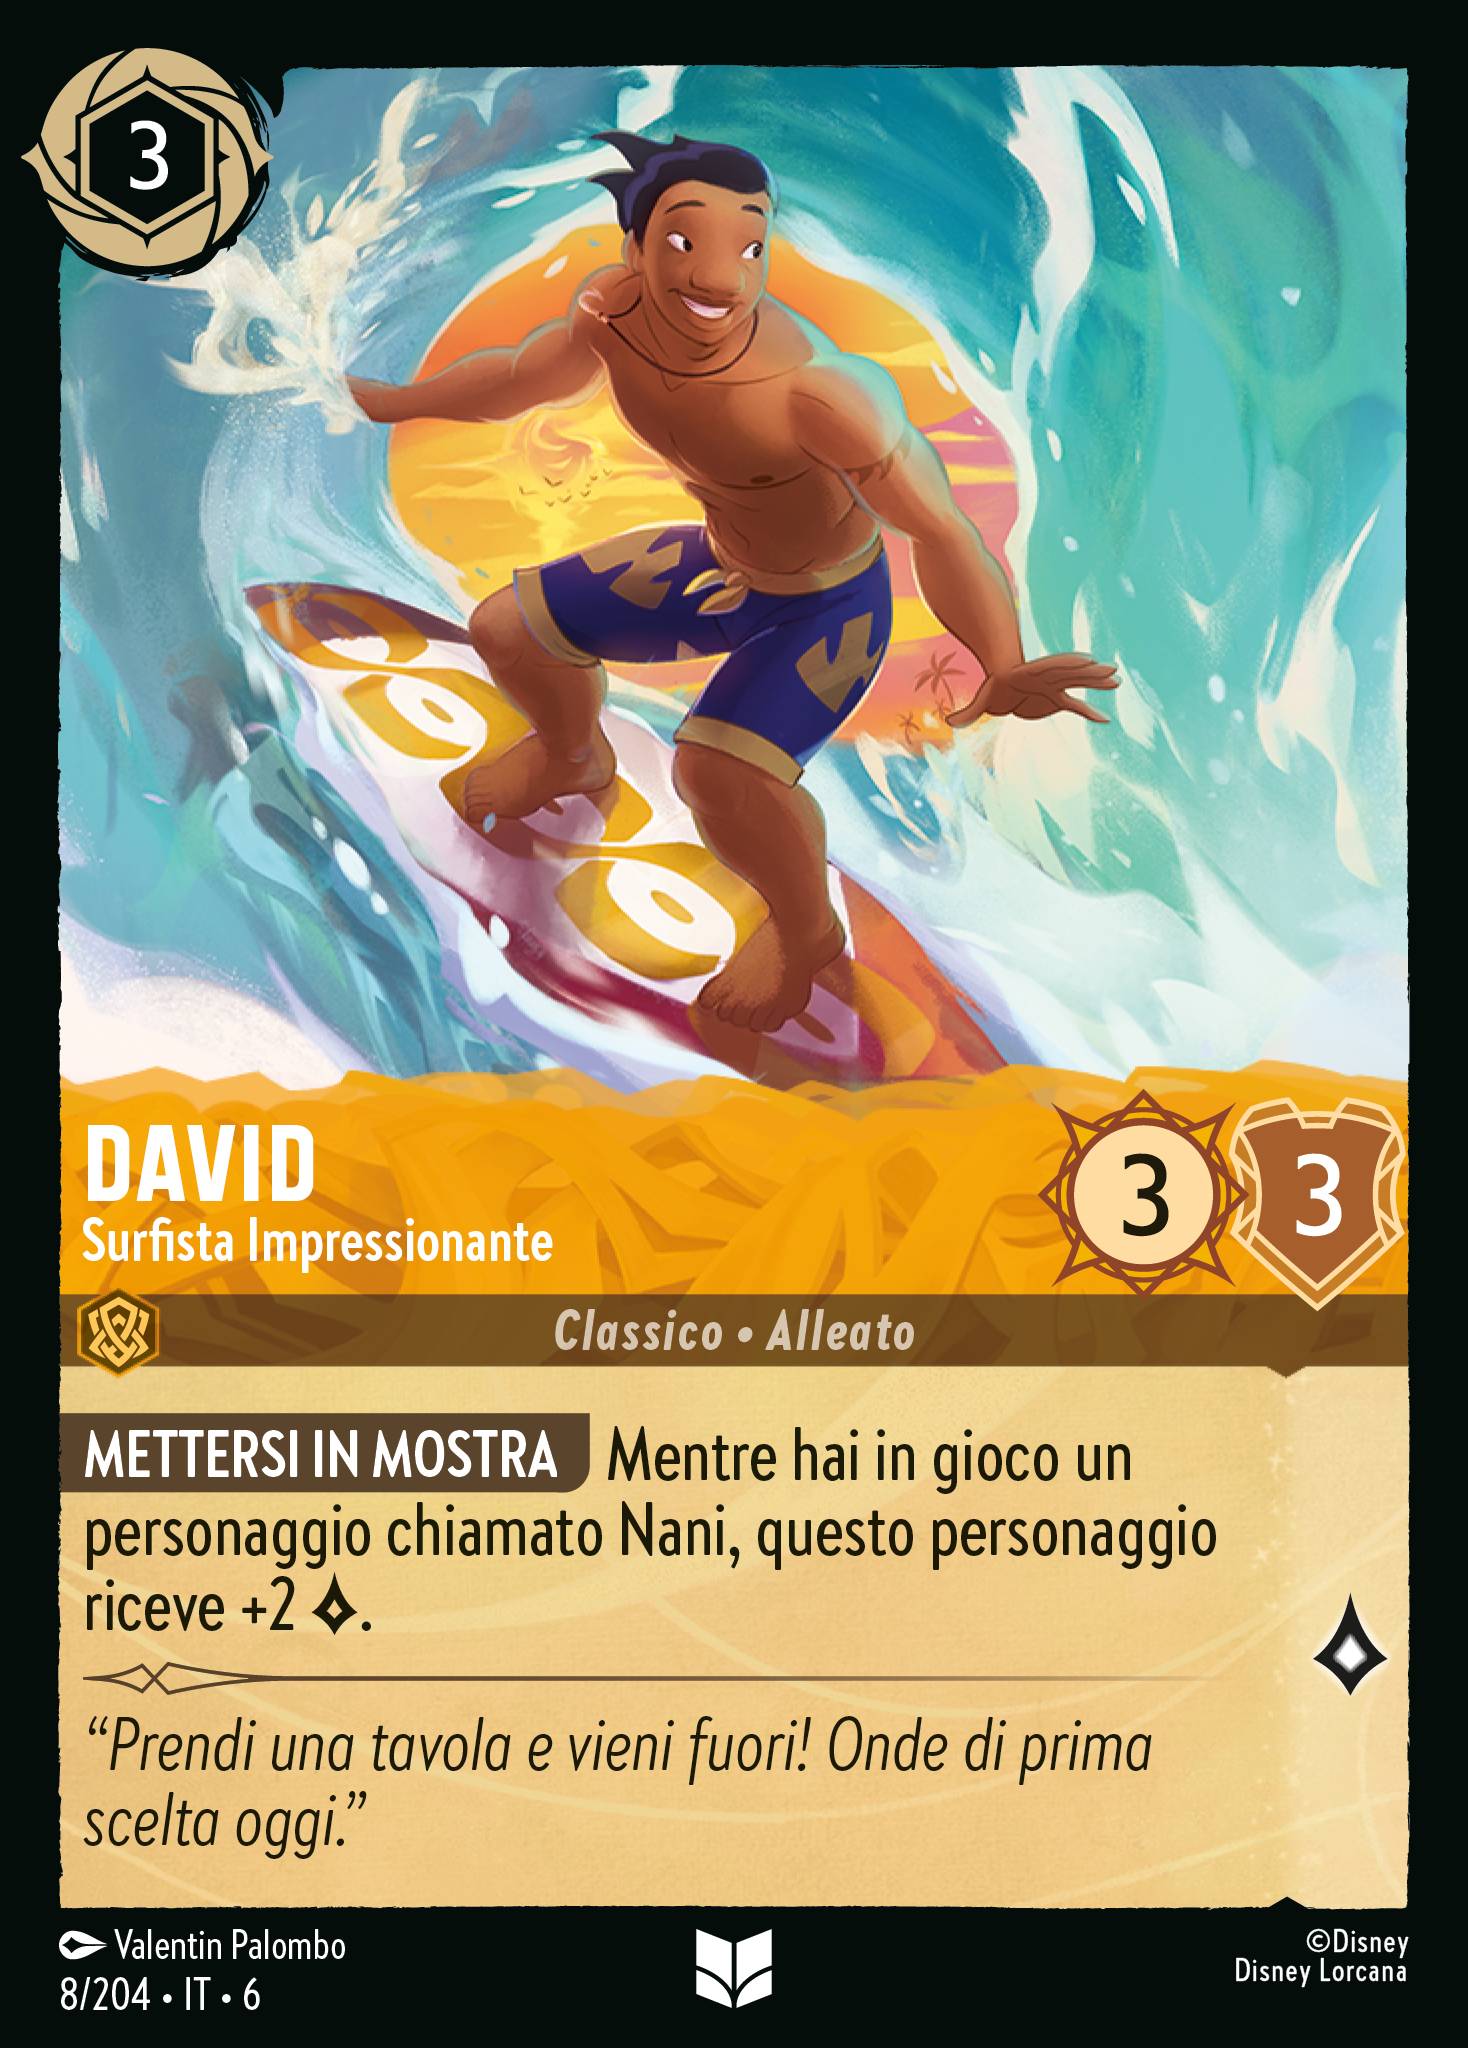 3
DAVID
Surfista Impressionante
3 3
Classico • Alleato
METTERSI IN MOSTRA Mentre hai in gioco un
personaggio chiamato Nani, questo personaggio
riceve +2 .
“Prendi una tavola e vieni fuori! Onde di prima
scelta oggi.”
Valentin Palombo
8/204 • IT • 6
©Disney
Disney Lorcana